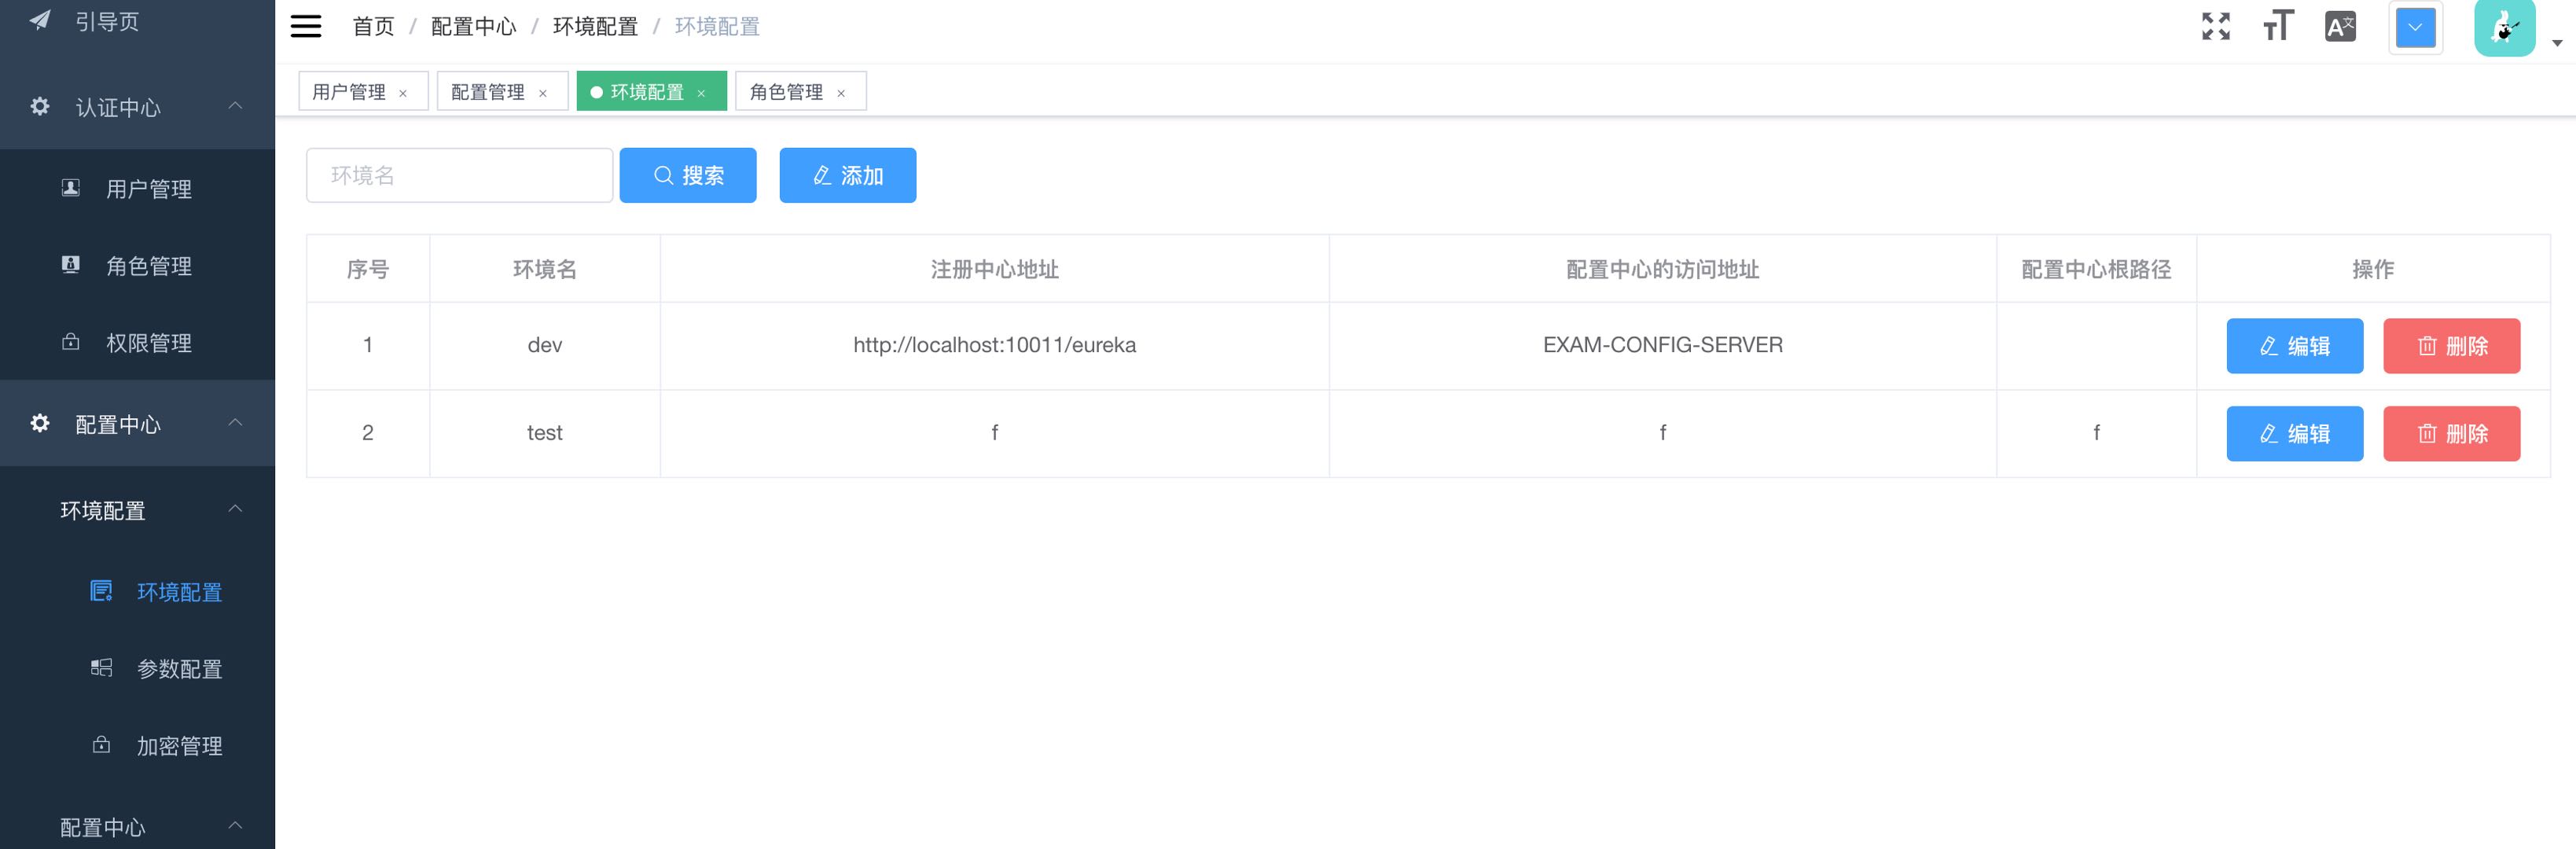 引导页
认证中心
用户管理
角色管理
权限管理
配置中心
环境配置
环境配置
参数配置
加密管理
配置中心
首页 / 配置中心 / 环境配置 / 环境配置
用户管理 × 配置管理 × 环境配置 × 角色管理 ×
环境名 搜索 添加
序号 环境名 注册中心地址 配置中心的访问地址 配置中心根路径 操作
1 dev http://localhost:10011/eureka EXAM-CONFIG-SERVER 编辑 删除
2 test f f f 编辑 删除